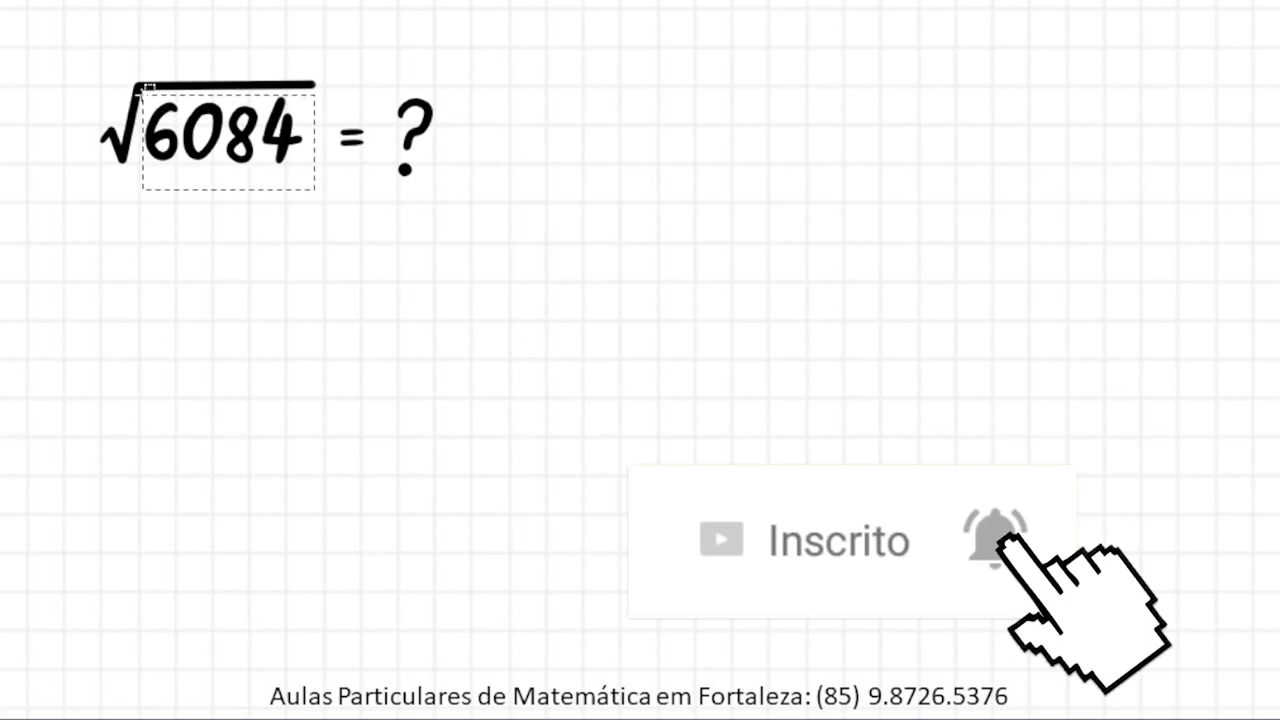 √6084 = ?
Inscrito
Aulas Particulares de Matemática em Fortaleza: (85) 9.8726.5376